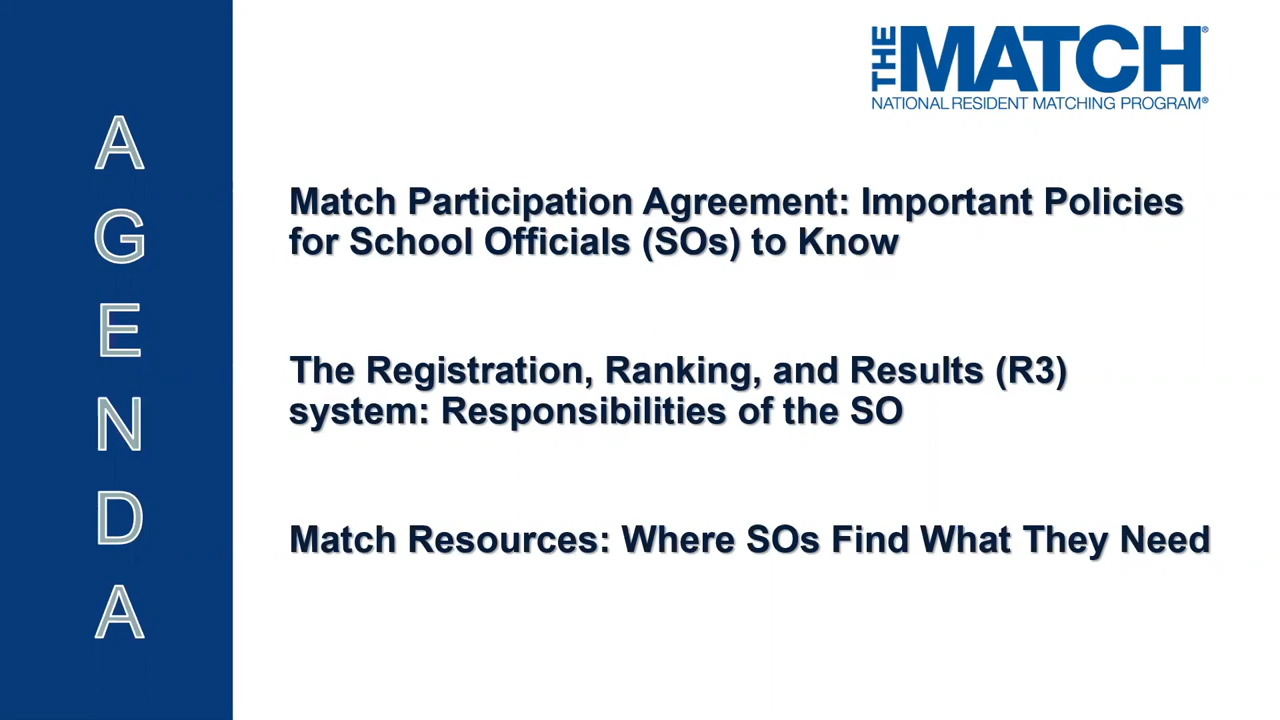 THE MATCH®
NATIONAL RESIDENT MATCHING PROGRAM®
AGENDA
Match Participation Agreement: Important Policies
for School Officials (SOs) to Know
The Registration, Ranking, and Results (R3)
system: Responsibilities of the SO
Match Resources: Where SOs Find What They Need